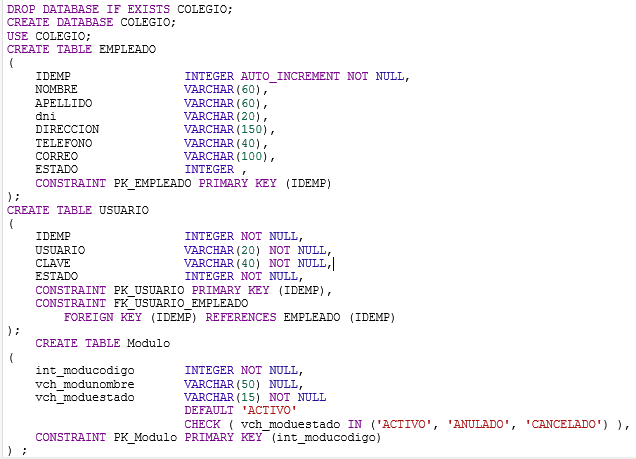 DROP DATABASE IF EXISTS COLEGIO;
CREATE DATABASE COLEGIO;
USE COLEGIO;
CREATE TABLE EMPLEADO
(
    IDEMP                INTEGER AUTO_INCREMENT NOT NULL,
    NOMBRE               VARCHAR(60),
    APELLIDO             VARCHAR(60),
    dni                  VARCHAR(20),
    DIRECCION            VARCHAR(150),
    TELEFONO             VARCHAR(40),
    CORREO               VARCHAR(100),
    ESTADO               INTEGER ,
    CONSTRAINT PK_EMPLEADO PRIMARY KEY (IDEMP)
);
CREATE TABLE USUARIO
(
    IDEMP                INTEGER NOT NULL,
    USUARIO              VARCHAR(20) NOT NULL,
    CLAVE                VARCHAR(40) NOT NULL,
    ESTADO               INTEGER NOT NULL,
    CONSTRAINT PK_USUARIO PRIMARY KEY (IDEMP),
    CONSTRAINT FK_USUARIO_EMPLEADO
        FOREIGN KEY (IDEMP) REFERENCES EMPLEADO (IDEMP)
);
    CREATE TABLE Modulo
(
    int_moducodigo       INTEGER NOT NULL,
    vch_modunombre       VARCHAR(50) NULL,
    vch_moduestado       VARCHAR(15) NOT NULL
                         DEFAULT 'ACTIVO'
                         CHECK ( vch_moduestado IN ('ACTIVO', 'ANULADO', 'CANCELADO') ),
    CONSTRAINT PK_Modulo PRIMARY KEY (int_moducodigo)
) ;